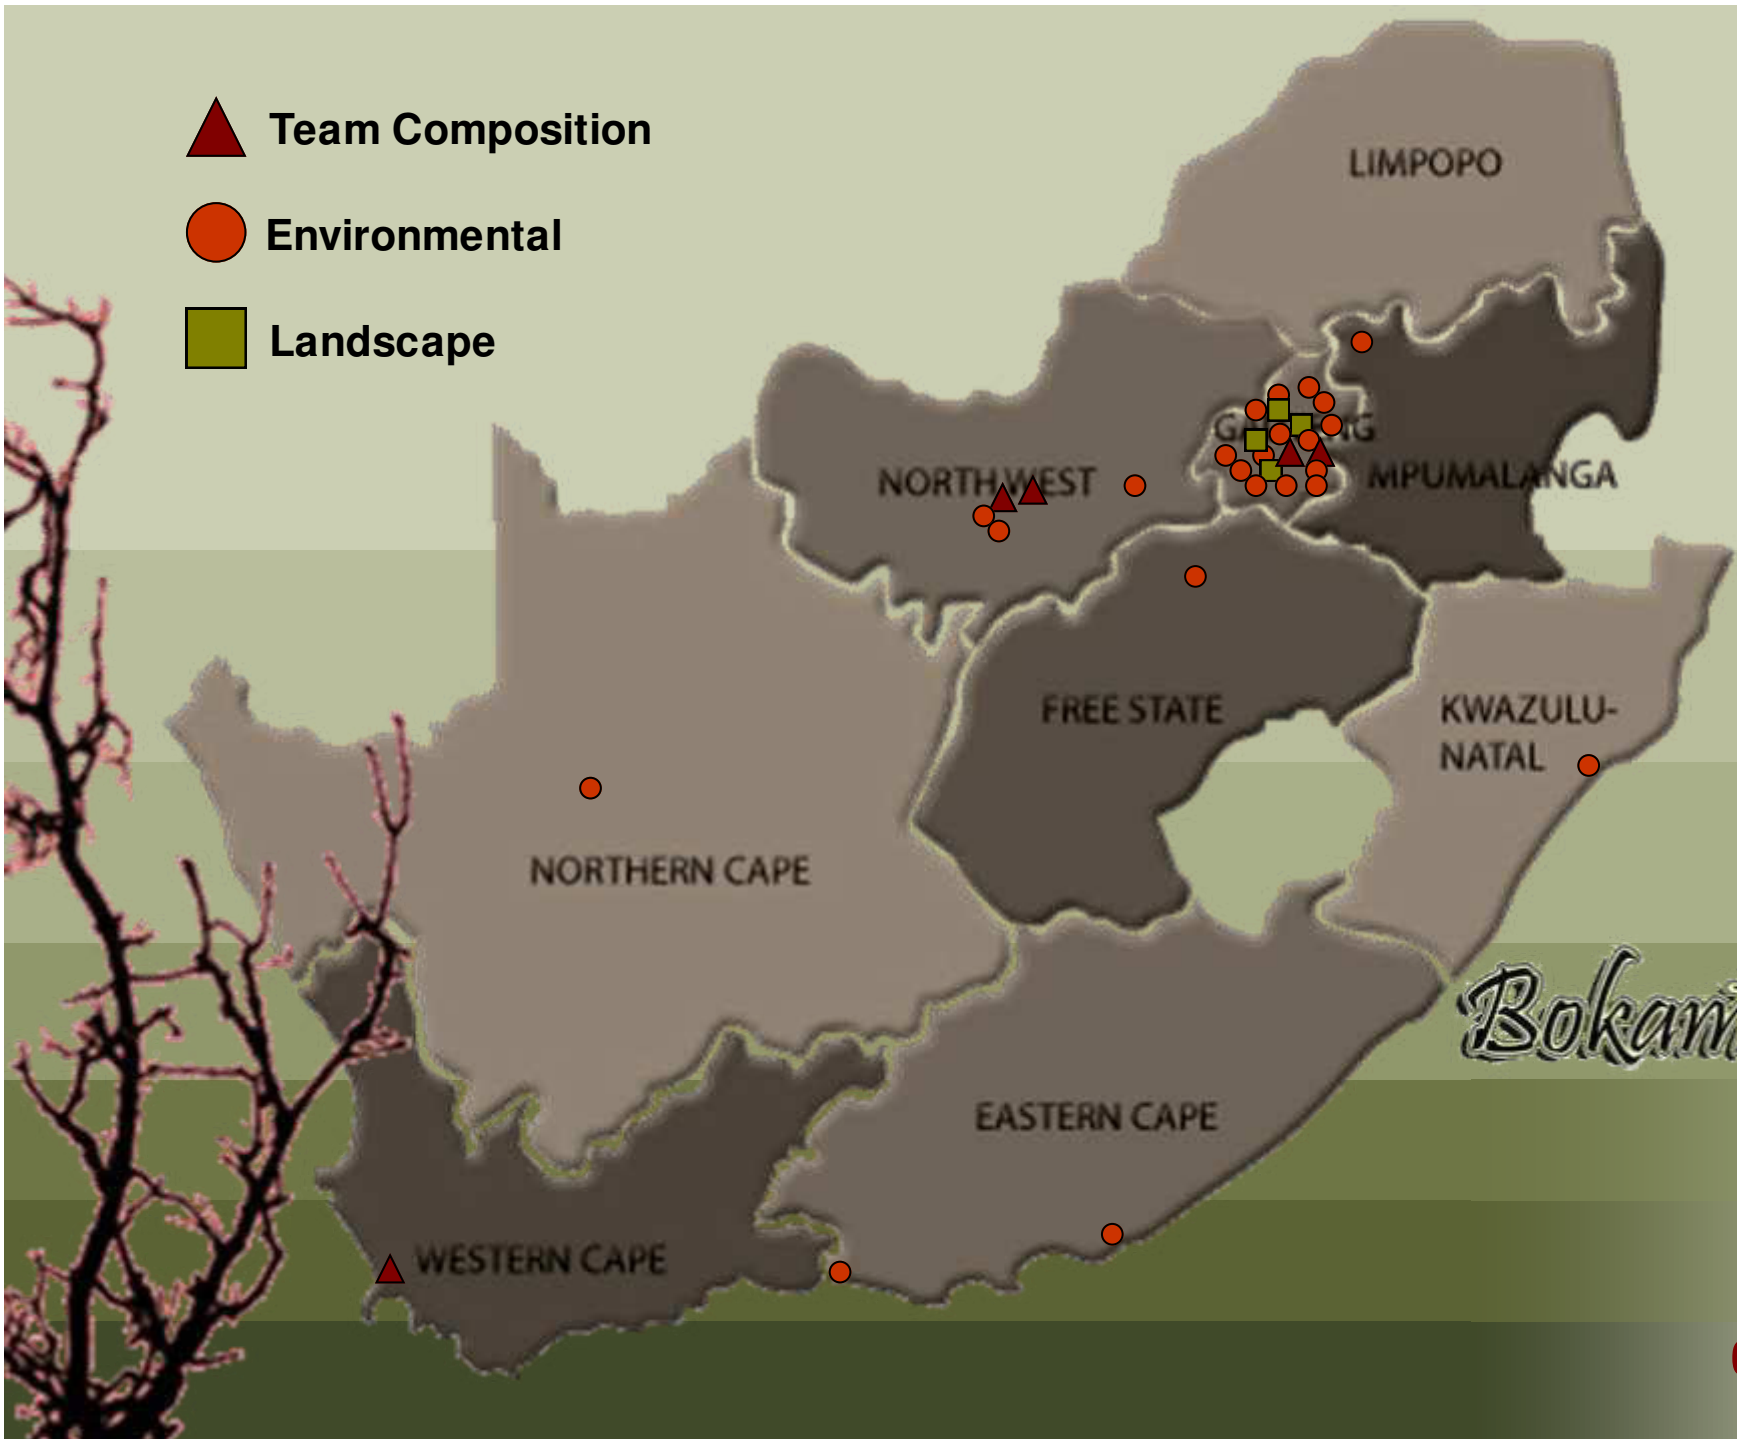 Team Composition
Environmental
Landscape
LIMPOPO
NORTH WEST
MPUMALANGA
FREE STATE
KWAZULU-
NATAL
NORTHERN CAPE
EASTERN CAPE
WESTERN CAPE